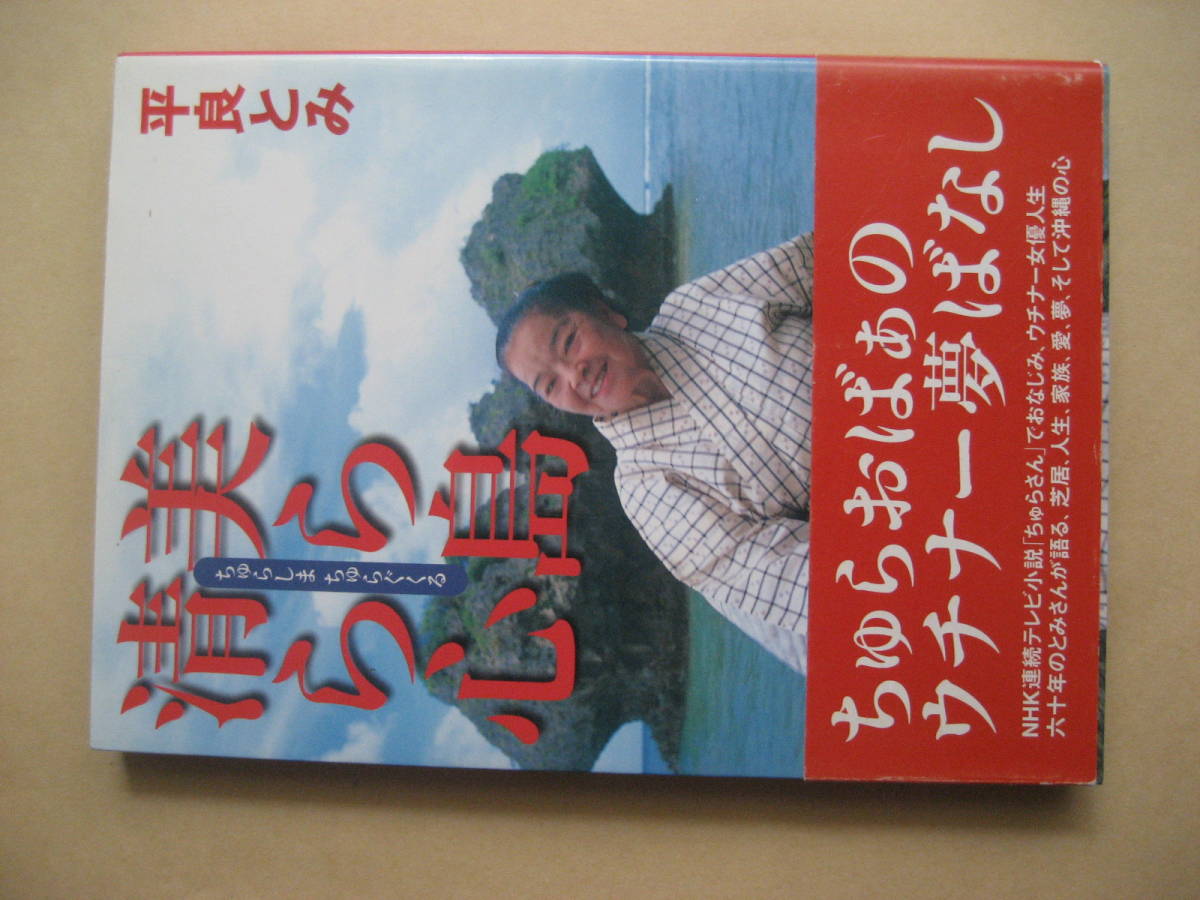 平良とみ
美ら島
ちゅらしま ちゅらぐくる
清ら心
ちゅらおばぁの
ウチナー夢ばなし
NHK連続テレビ小説「ちゅらさん」でおなじみ、ウチナー女優人生
六十年のとみさんが語る、芝居、人生、家族、愛、夢、そして沖縄の心